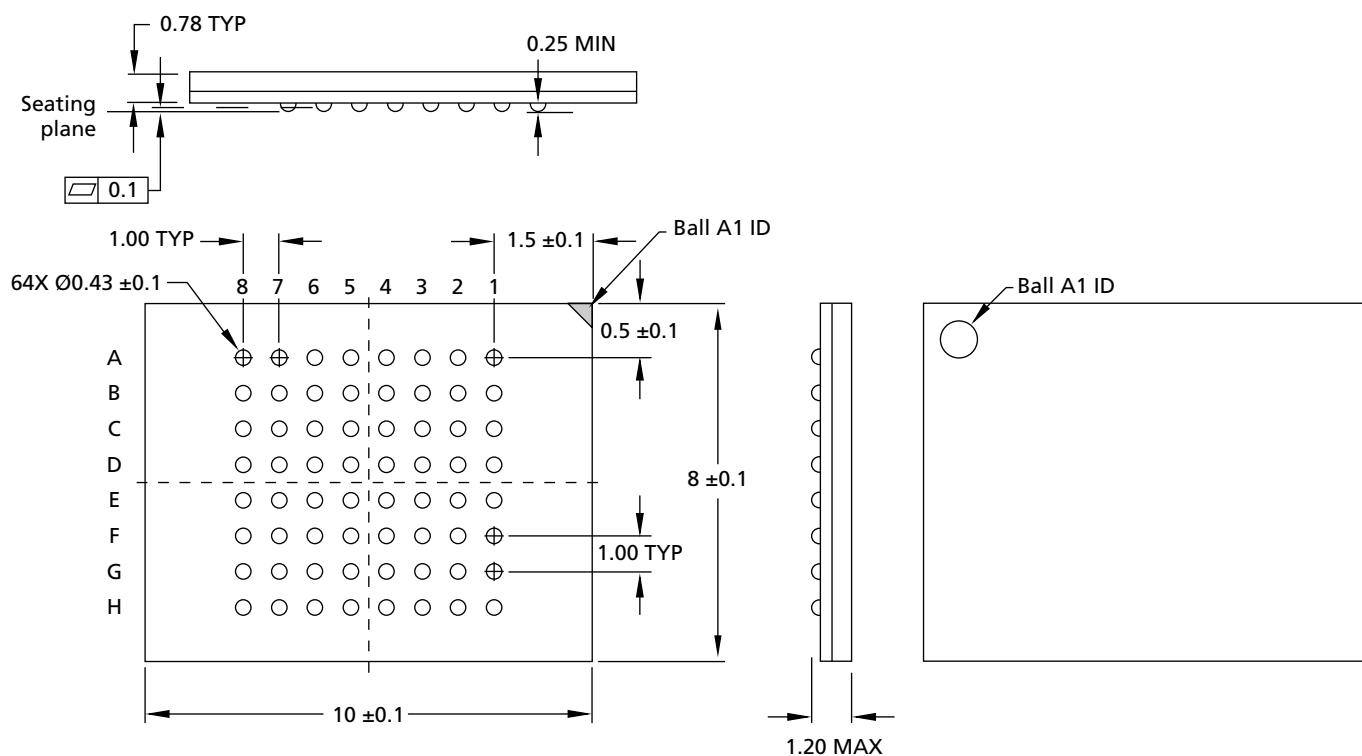 0.78 TYP
0.25 MIN
Seating
plane
0.1
1.00 TYP
1.5 ±0.1
Ball A1 ID
64X Ø0.43 ±0.1
8 7 6 5 4 3 2 1
Ball A1 ID
0.5 ±0.1
A
B
C
D
8 ±0.1
E
F
1.00 TYP
G
H
10 ±0.1
1.20 MAX